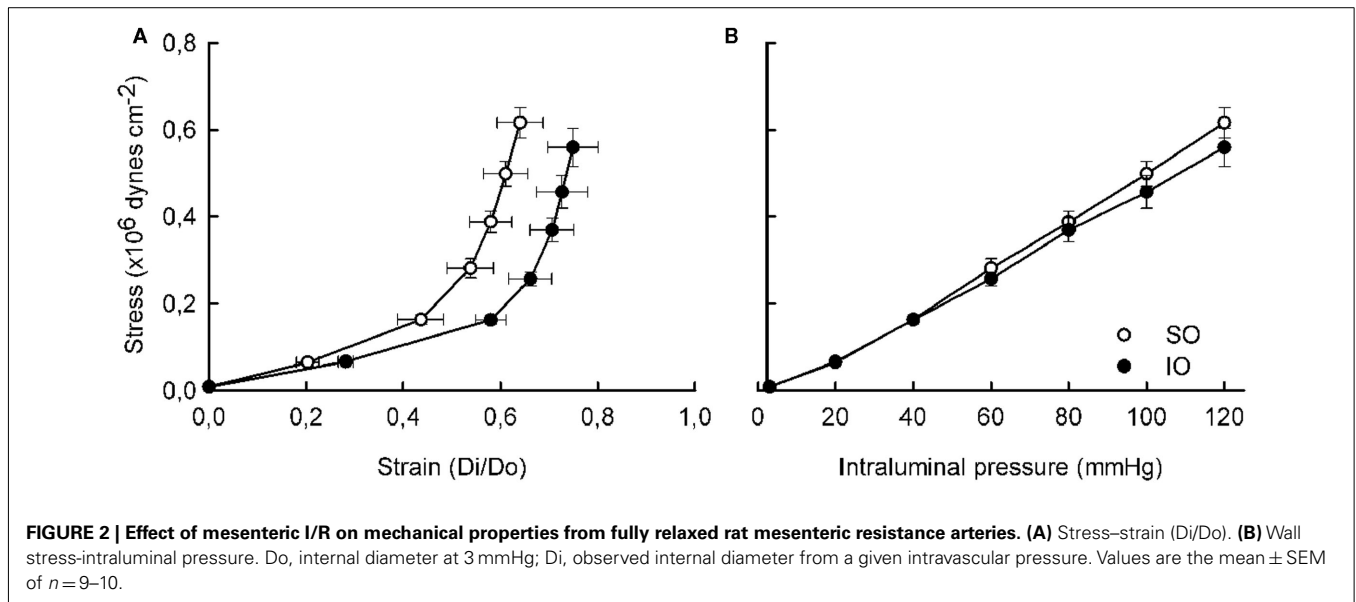 A
0,8
0,6
0,4
0,2
0,0
Stress (x10⁶ dynes cm⁻²)
0,0 0,2 0,4 0,6 0,8 1,0
Strain (Di/Do)
B
SO
IO
20 40 60 80 100 120
Intraluminal pressure (mmHg)
FIGURE 2 | Effect of mesenteric I/R on mechanical properties from fully relaxed rat mesenteric resistance arteries. (A) Stress–strain (Di/Do). (B) Wall
stress-intraluminal pressure. Do, internal diameter at 3 mmHg; Di, observed internal diameter from a given intravascular pressure. Values are the mean ± SEM
of n = 9–10.